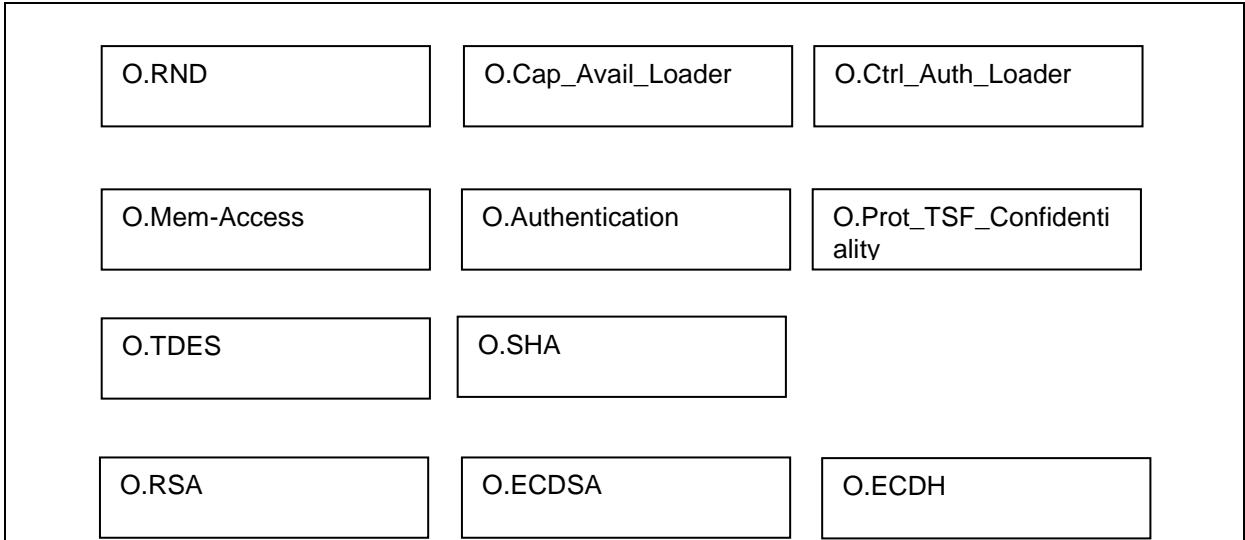 O.RND
O.Cap_Avail_Loader
O.Ctrl_Auth_Loader
O.Mem-Access
O.Authentication
O.Prot_TSF_Confidenti
ality
O.TDES
O.SHA
O.RSA
O.ECDSA
O.ECDH